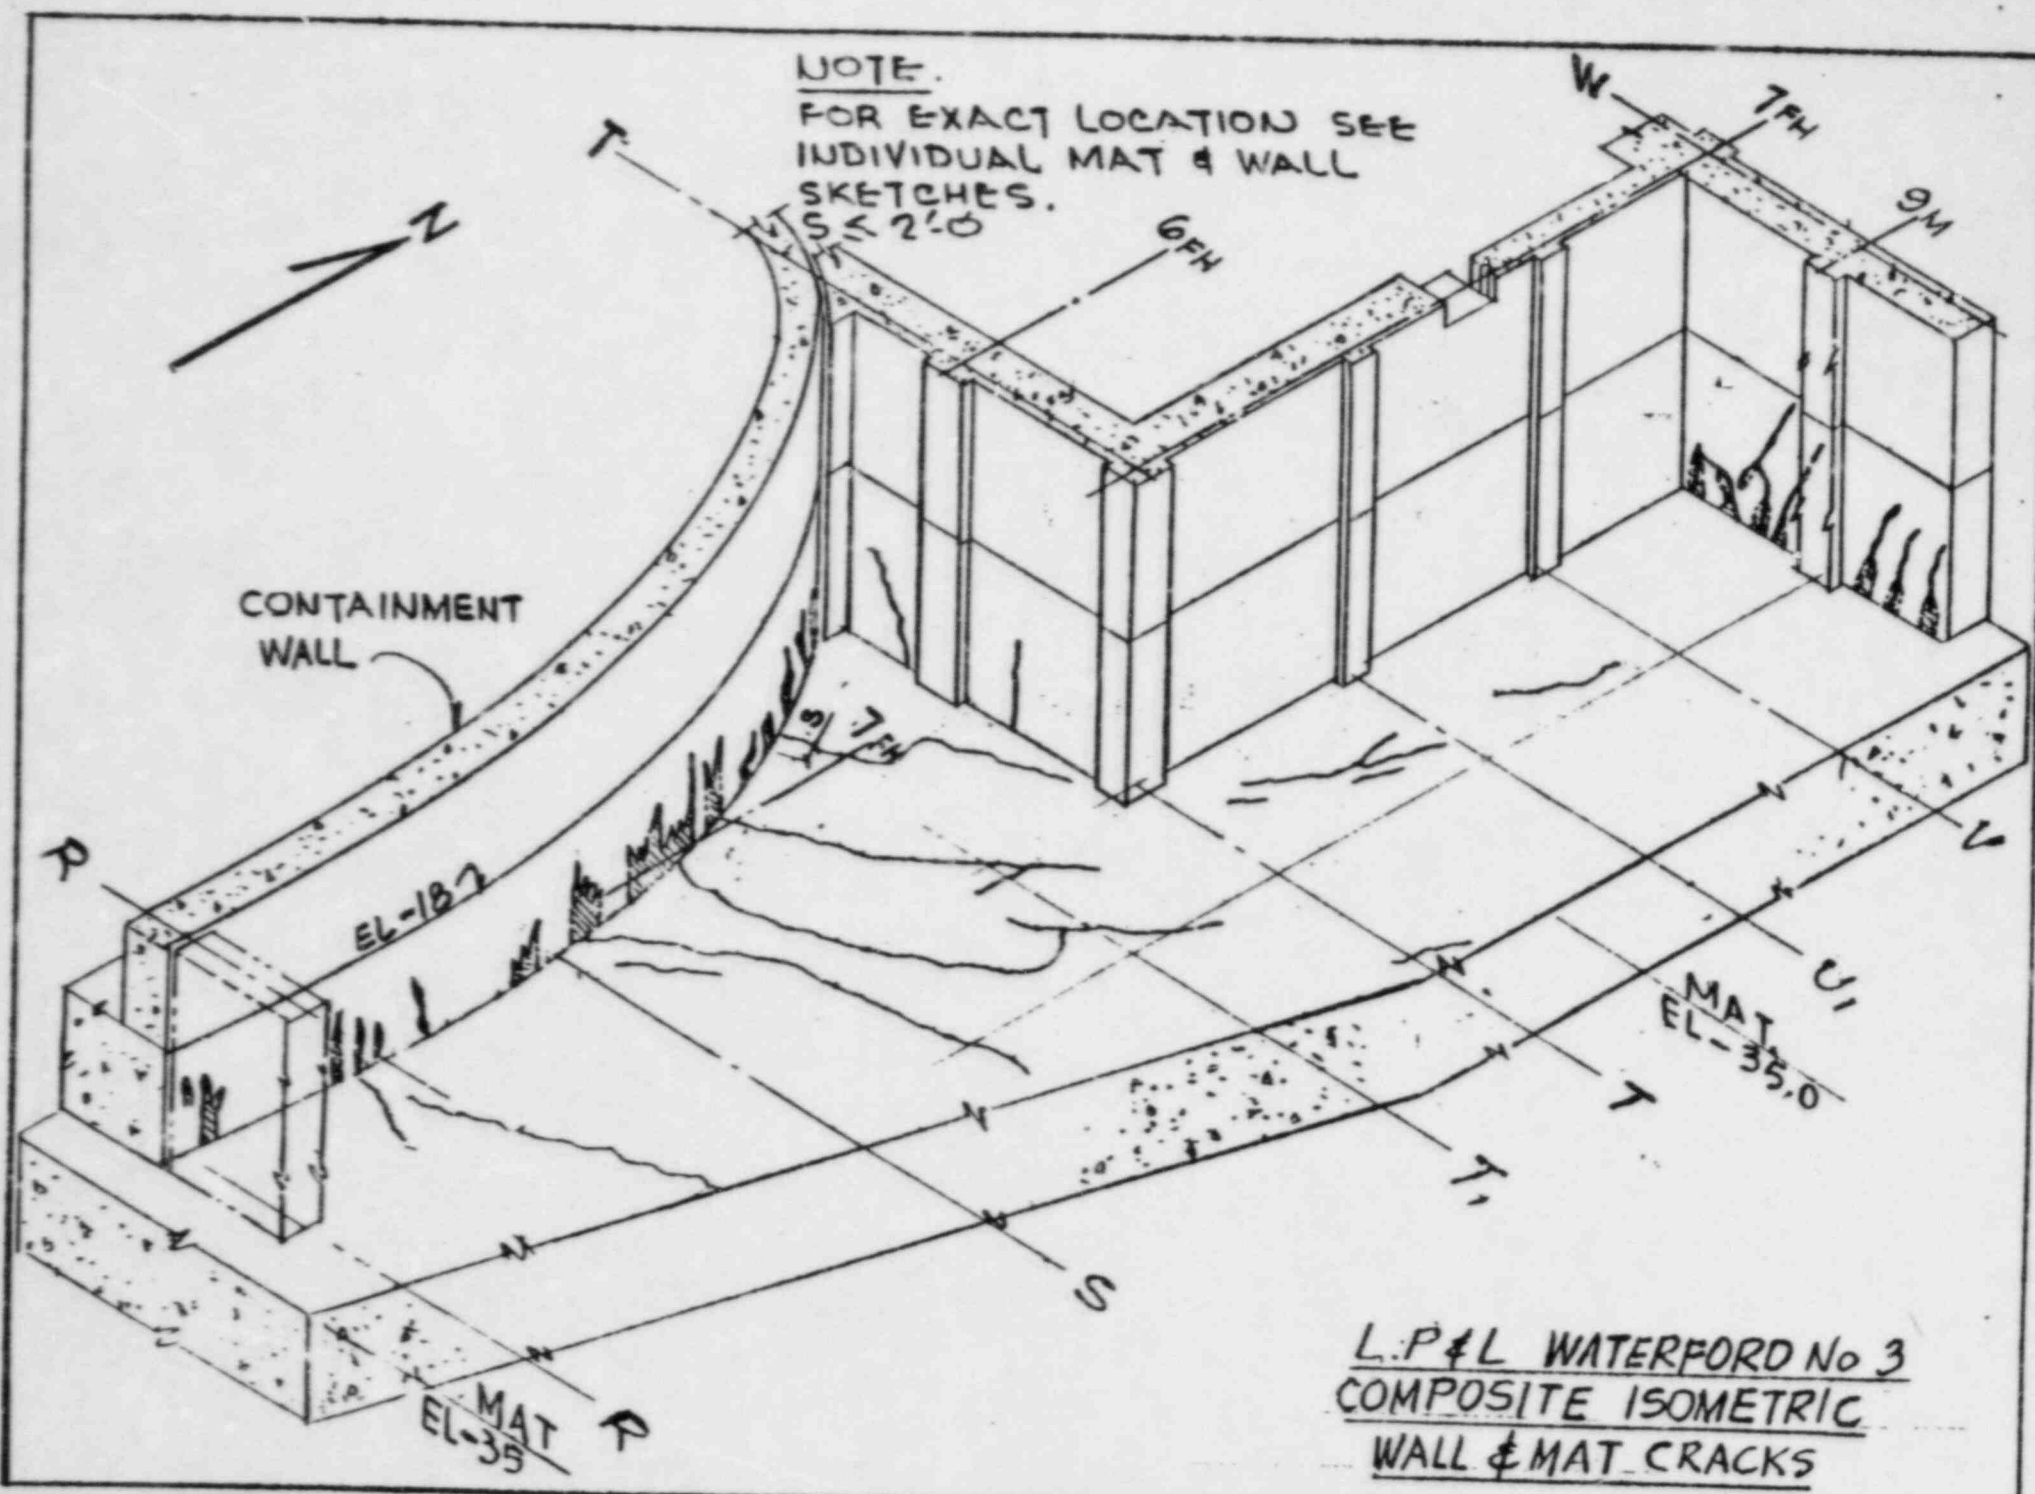 NOTE.
FOR EXACT LOCATION SEE
INDIVIDUAL MAT & WALL
SKETCHES.
S ≤ 2'-0
W
7FH
T
N
9M
6FH
CONTAINMENT
WALL
7FH
R
EL-18
V
U1
MAT
EL-35.0
T
T1
S
MAT
EL-35
R
L.P&L WATERFORD No 3
COMPOSITE ISOMETRIC
WALL & MAT CRACKS